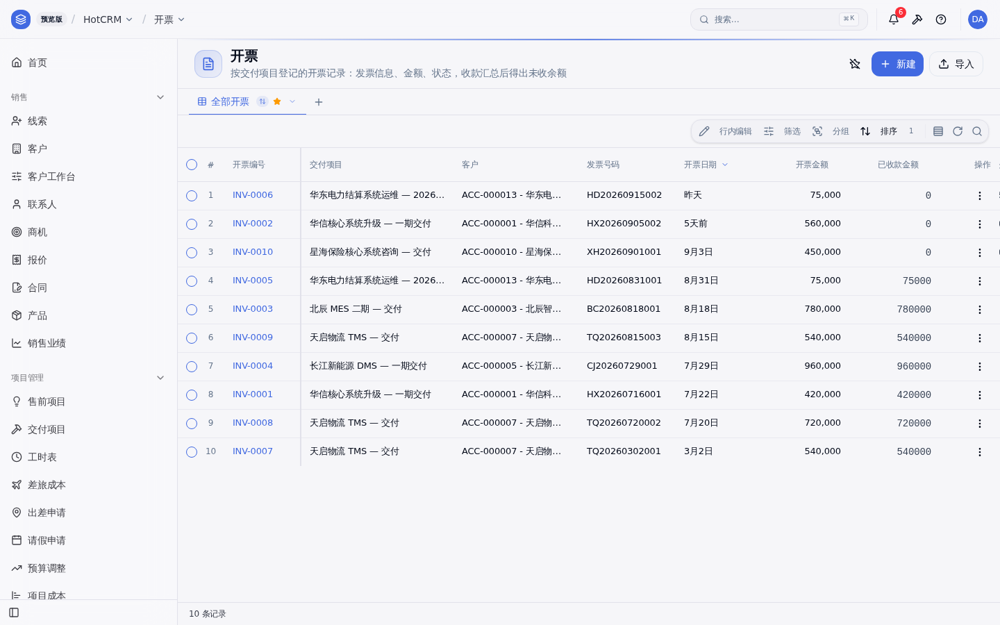 预览版 / HotCRM / 开票
搜索... ⌘K
6
DA
首页
销售
线索
客户
客户工作台
联系人
商机
报价
合同
产品
销售业绩
项目管理
售前项目
交付项目
工时表
差旅成本
出差申请
请假申请
预算调整
项目成本
开票
按交付项目登记的开票记录：发票信息、金额、状态，收款汇总后得出未收余额
新建
导入
全部开票
行内编辑 筛选 分组 排序 1
# 开票编号 交付项目 客户 发票号码 开票日期 开票金额 已收款金额 操作
1 INV-0006 华东电力结算系统运维 — 2026... ACC-000013 - 华东电... HD20260915002 昨天 75,000 0
2 INV-0002 华信核心系统升级 — 一期交付 ACC-000001 - 华信科... HX20260905002 5天前 560,000 0
3 INV-0010 星海保险核心系统咨询 — 交付 ACC-000010 - 星海保... XH20260901001 9月3日 450,000 0
4 INV-0005 华东电力结算系统运维 — 2026... ACC-000013 - 华东电... HD20260831001 8月31日 75,000 75000
5 INV-0003 北辰 MES 二期 — 交付 ACC-000003 - 北辰智... BC20260818001 8月18日 780,000 780000
6 INV-0009 天启物流 TMS — 交付 ACC-000007 - 天启物... TQ20260815003 8月15日 540,000 540000
7 INV-0004 长江新能源 DMS — 一期交付 ACC-000005 - 长江新... CJ20260729001 7月29日 960,000 960000
8 INV-0001 华信核心系统升级 — 一期交付 ACC-000001 - 华信科... HX20260716001 7月22日 420,000 420000
9 INV-0008 天启物流 TMS — 交付 ACC-000007 - 天启物... TQ20260720002 7月20日 720,000 720000
10 INV-0007 天启物流 TMS — 交付 ACC-000007 - 天启物... TQ20260302001 3月2日 540,000 540000
10 条记录